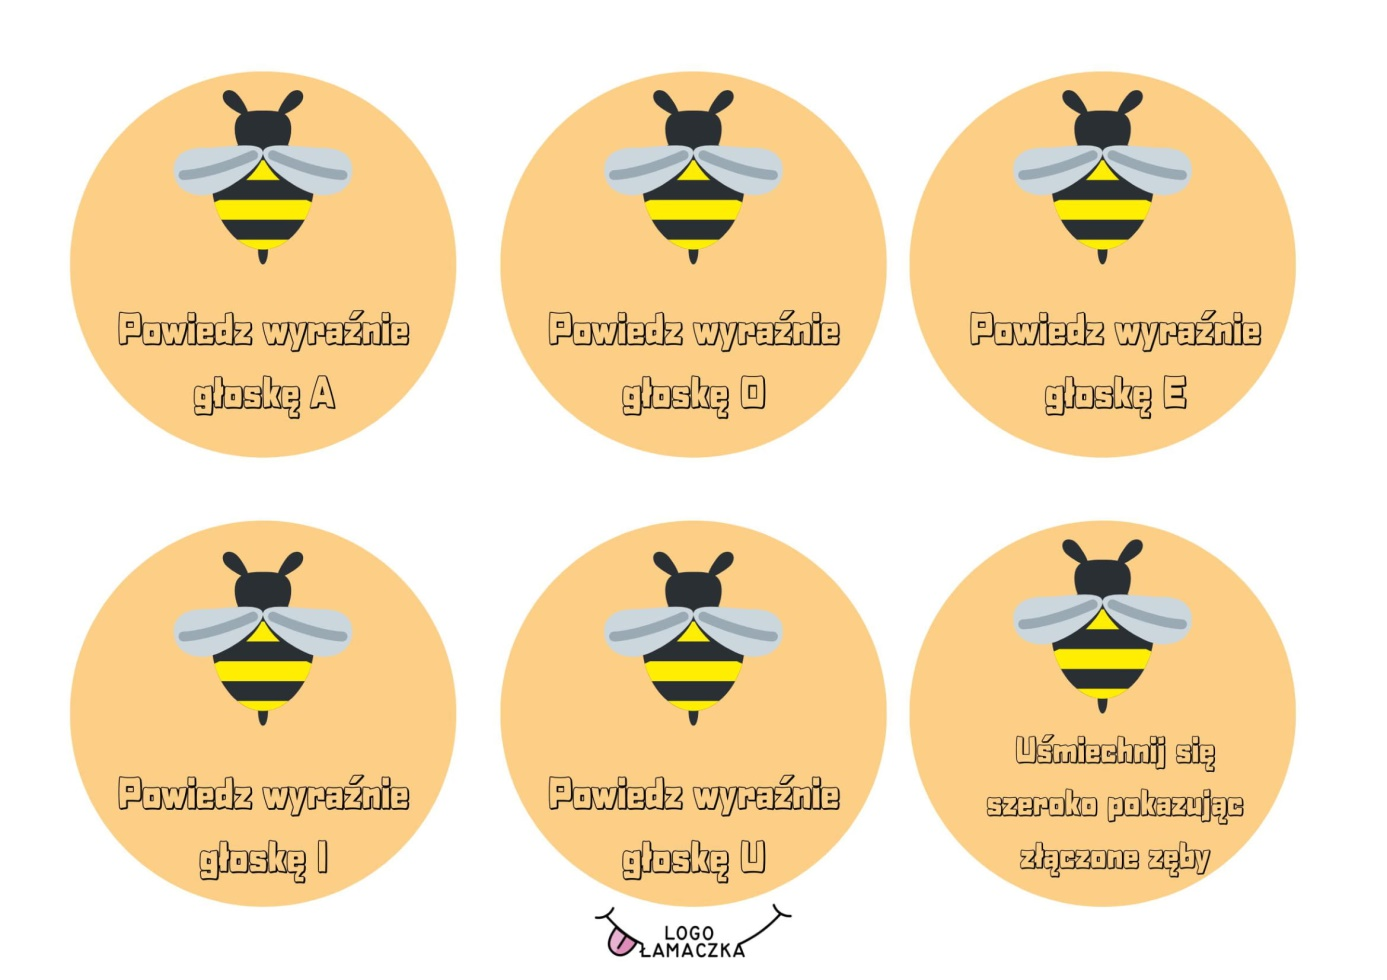 Powiedz wyraźnie
głoskę A
Powiedz wyraźnie
głoskę O
Powiedz wyraźnie
głoskę E
Powiedz wyraźnie
głoskę I
Powiedz wyraźnie
głoskę U
Uśmiechnij się
szeroko pokazując
złączone zęby
LOGO
ŁAMACZKA